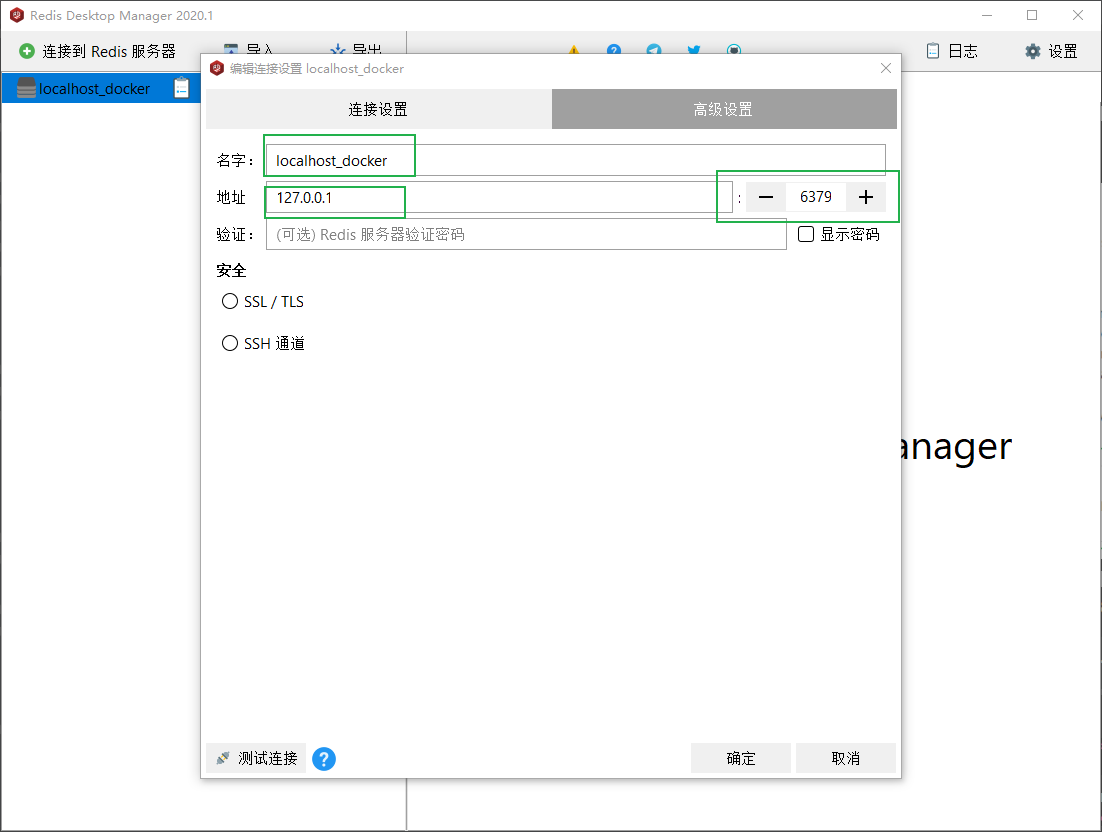 Redis Desktop Manager 2020.1
连接到 Redis 服务器 导入 导出 日志 设置
localhost_docker
编辑连接设置 localhost_docker
连接设置 高级设置
名字： localhost_docker
地址 127.0.0.1 : 6379
验证： (可选) Redis 服务器验证密码 显示密码
安全
SSL / TLS
SSH 通道
anager
测试连接 ? 确定 取消